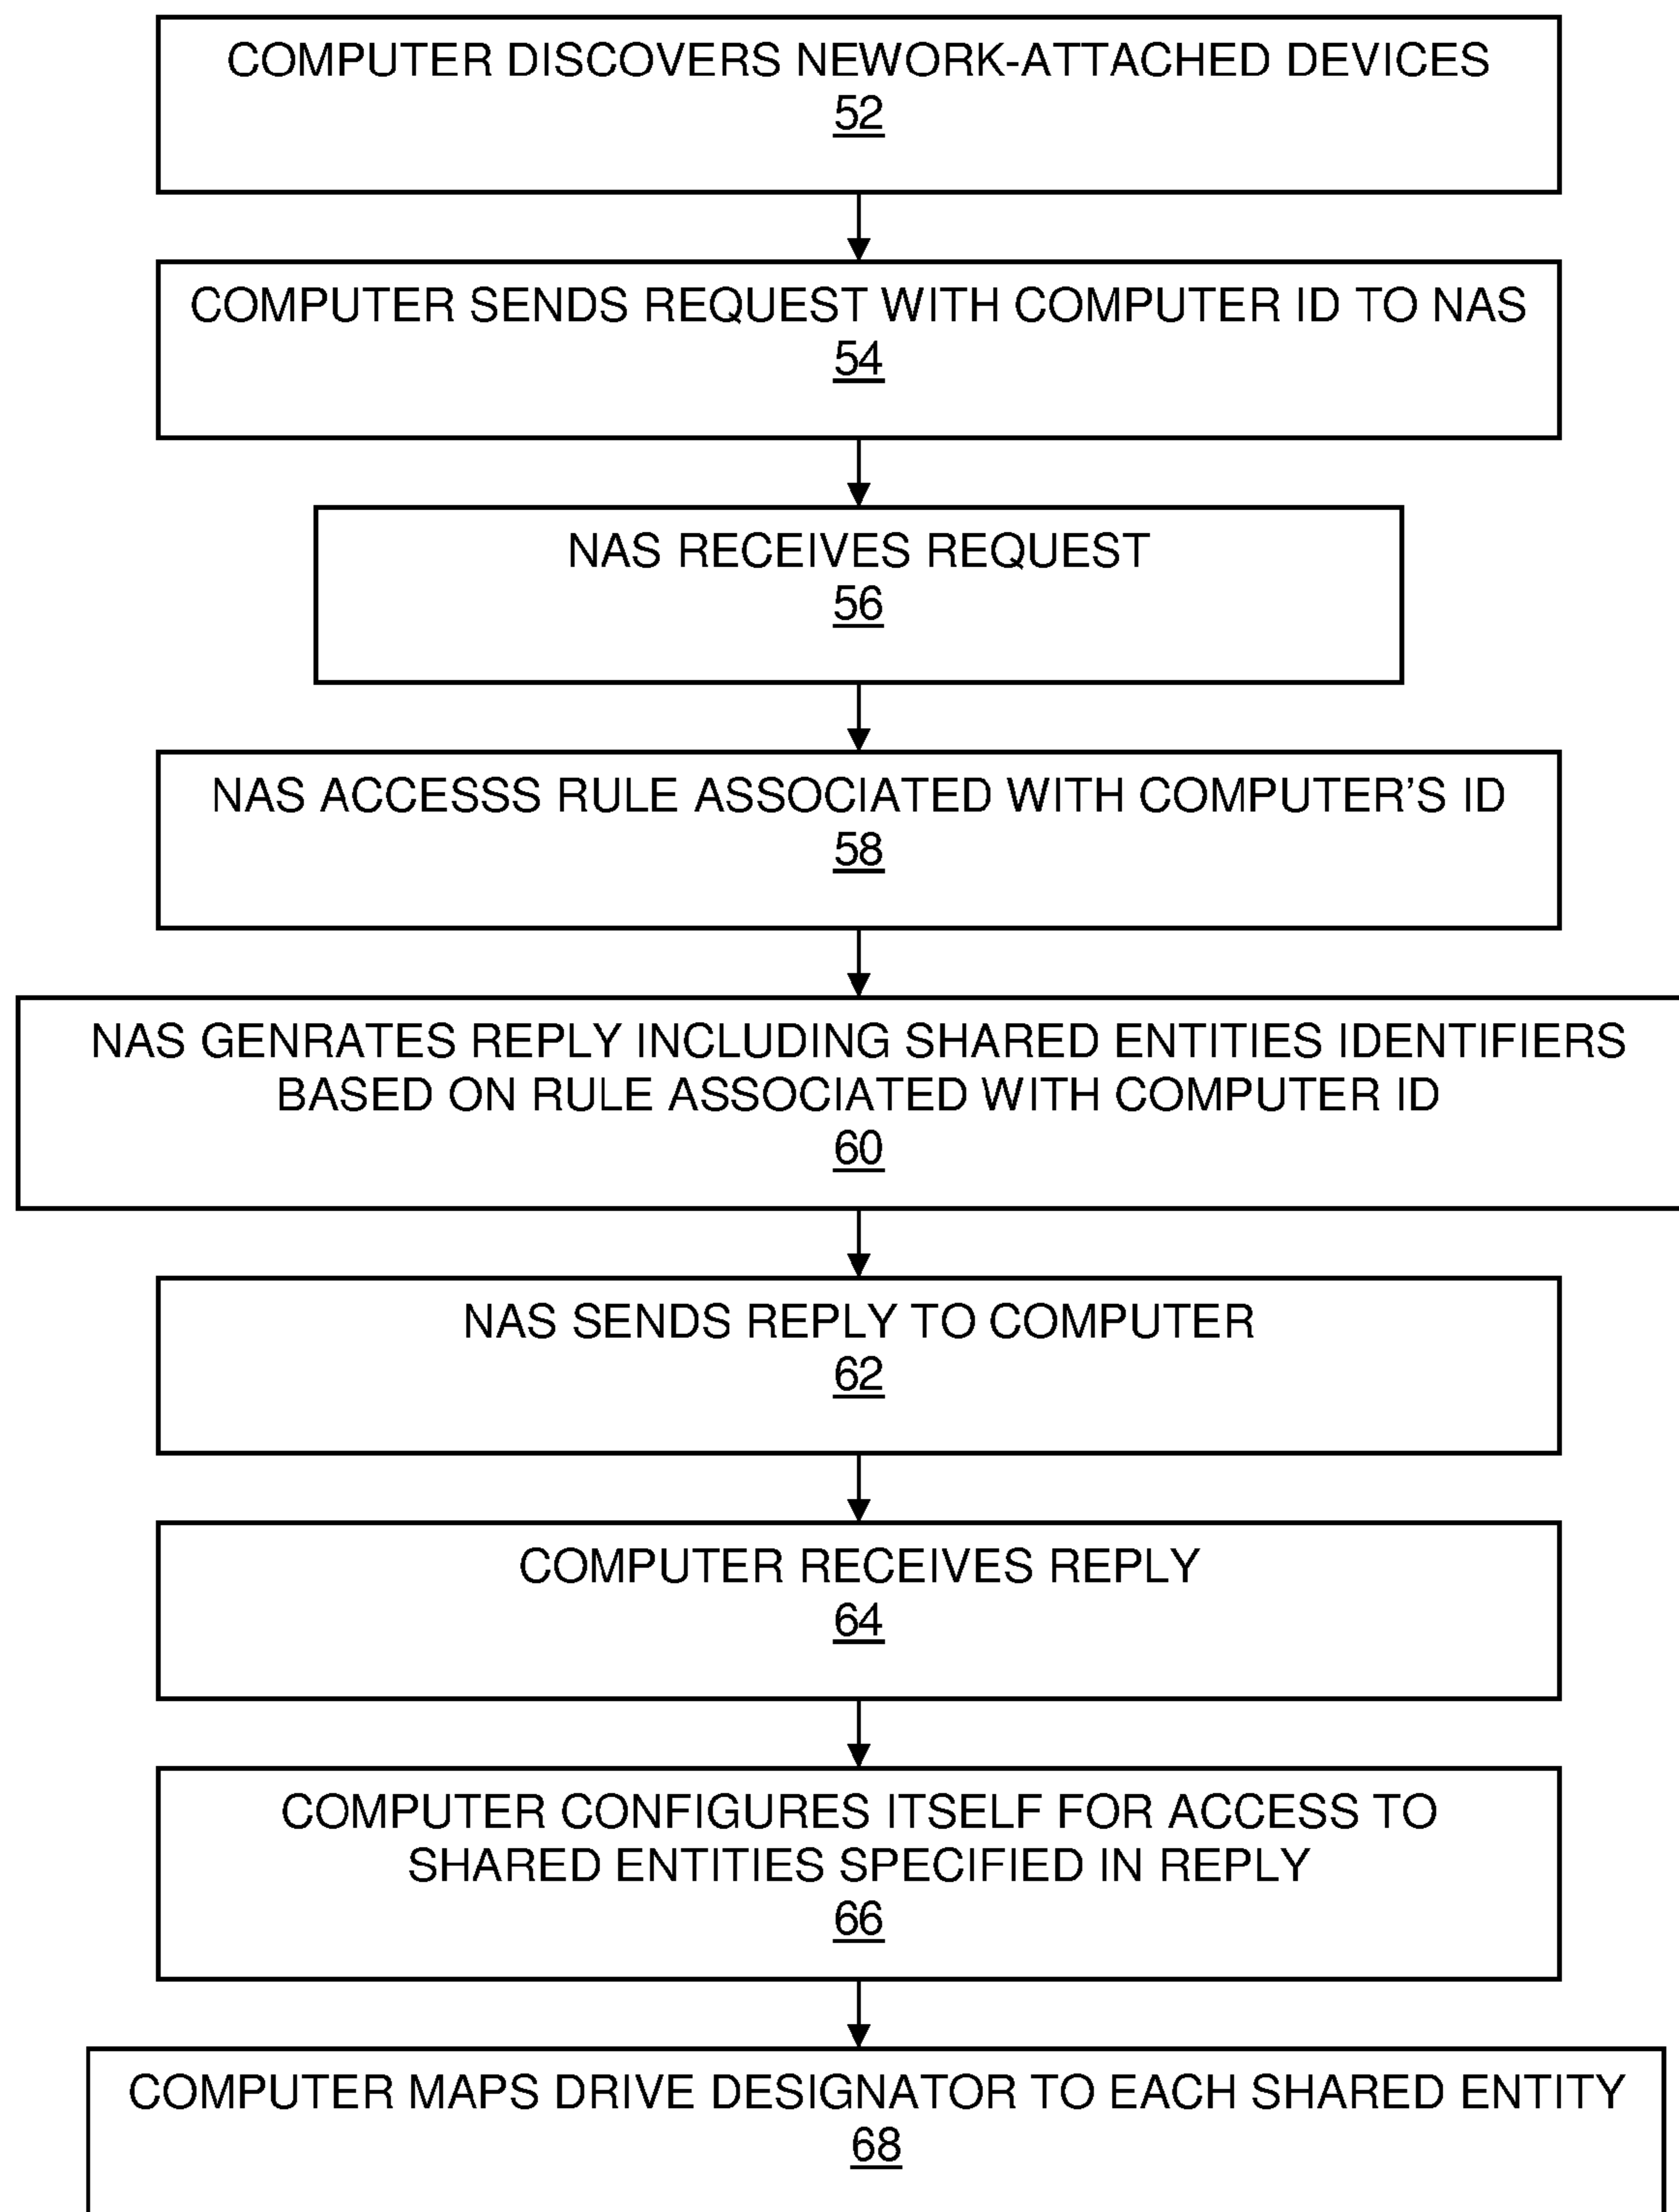 COMPUTER DISCOVERS NEWORK-ATTACHED DEVICES
52
COMPUTER SENDS REQUEST WITH COMPUTER ID TO NAS
54
NAS RECEIVES REQUEST
56
NAS ACCESSS RULE ASSOCIATED WITH COMPUTER'S ID
58
NAS GENRATES REPLY INCLUDING SHARED ENTITIES IDENTIFIERS
BASED ON RULE ASSOCIATED WITH COMPUTER ID
60
NAS SENDS REPLY TO COMPUTER
62
COMPUTER RECEIVES REPLY
64
COMPUTER CONFIGURES ITSELF FOR ACCESS TO
SHARED ENTITIES SPECIFIED IN REPLY
66
COMPUTER MAPS DRIVE DESIGNATOR TO EACH SHARED ENTITY
68